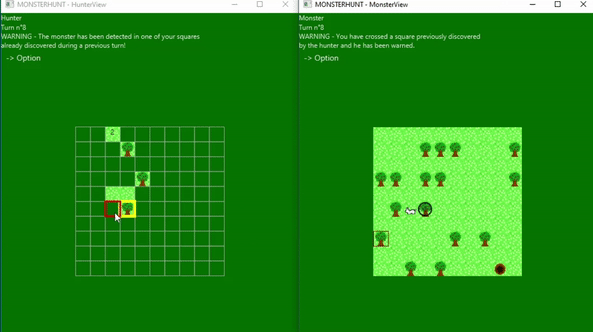 MONSTERHUNT - HunterView
Hunter
Turn n°8
WARNING - The monster has been detected in one of your squares
already discovered during a previous turn!
-> Option
2
MONSTERHUNT - MonsterView
Monster
Turn n°8
WARNING - You have crossed a square previously discovered
by the hunter and he has been warned.
-> Option